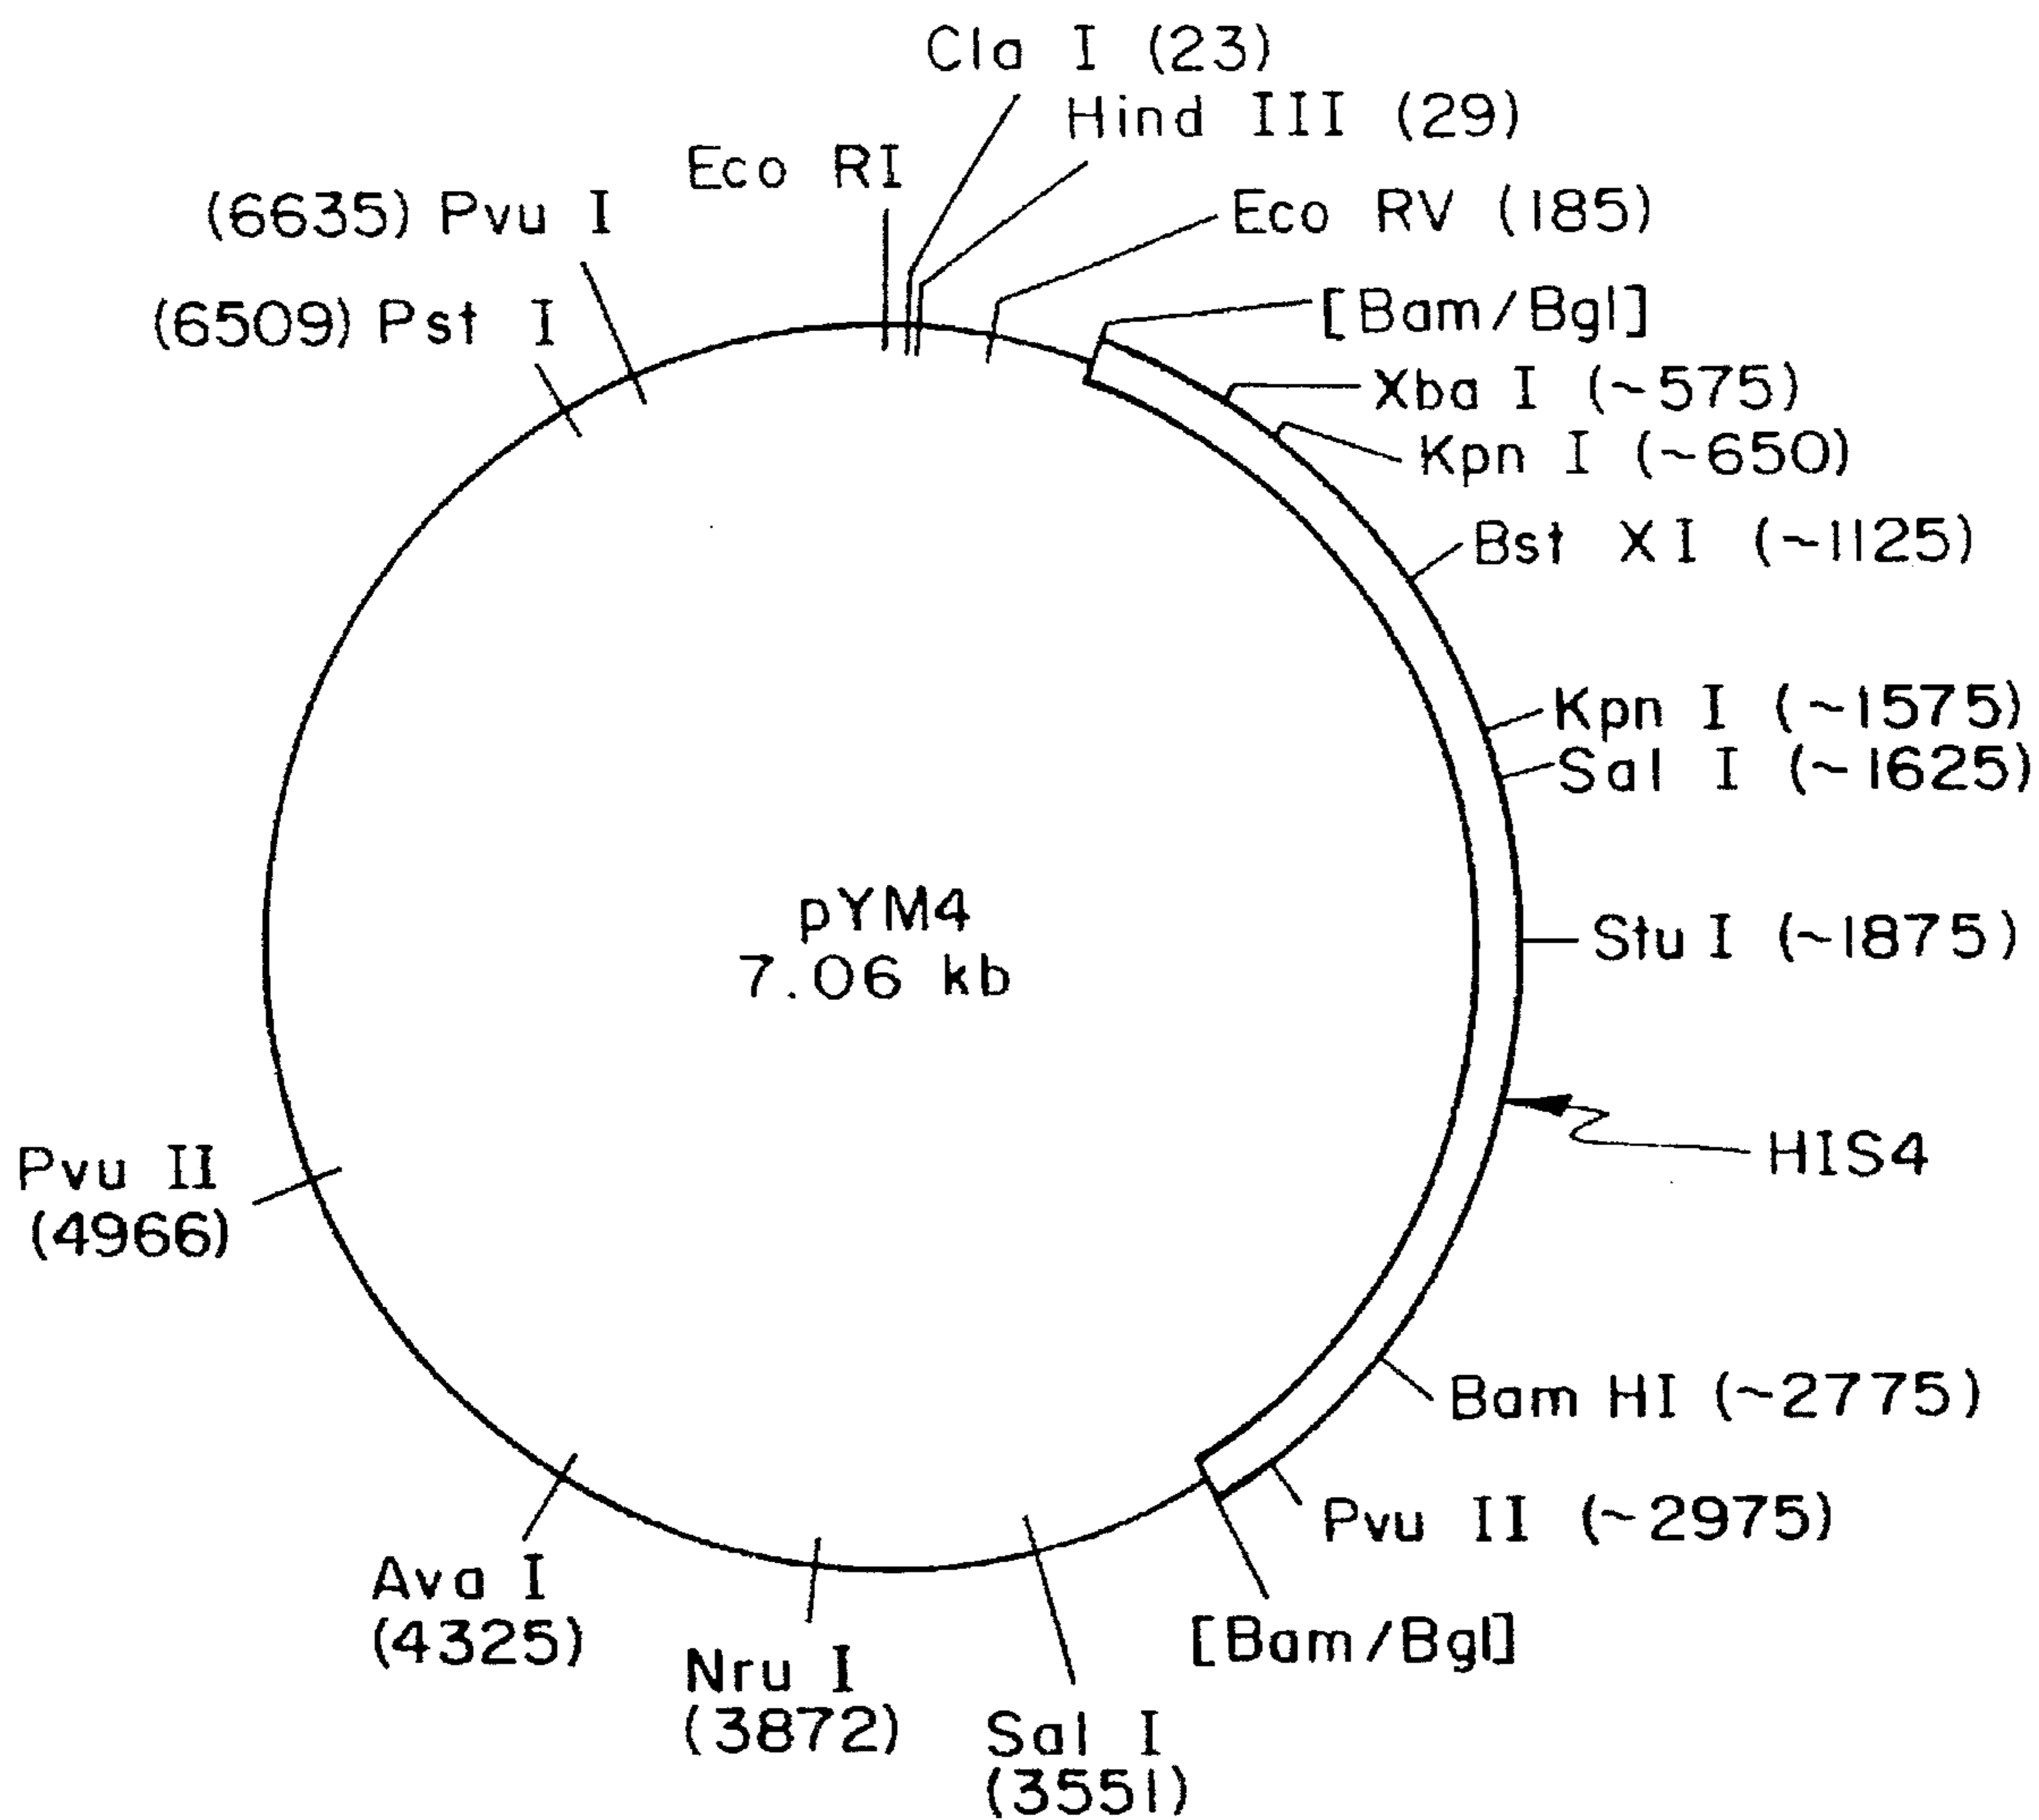 Cla I (23)
Hind III (29)
Eco RI
Eco RV (185)
(6635) Pvu I
[Bam/Bgl]
(6509) Pst I
Xba I (~575)
Kpn I (~650)
Bst XI (~1125)
Kpn I (~1575)
Sal I (~1625)
pYM4
7.06 kb
Stu I (~1875)
HIS4
Pvu II
(4966)
Bam HI (~2775)
Pvu II (~2975)
Ava I
(4325)
[Bam/Bgl]
Nru I
(3872)
Sal I
(3551)